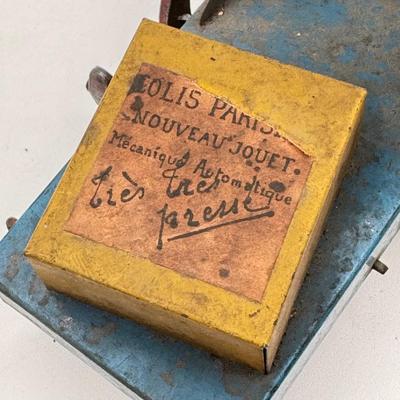 COLIS PARIS.
NOUVEAU JOUET.
Mécanique Automatique
très très
pressé